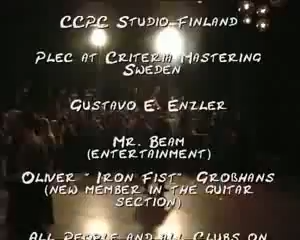 CCPC Studio Finland
Plec at Criteria Mastering
Sweden
Gustavo E. Enzler
Mr. Beam
(entertainment)
Oliver "Iron Fist" Großhans
(new member in the guitar
section)
All People and all Clubs on